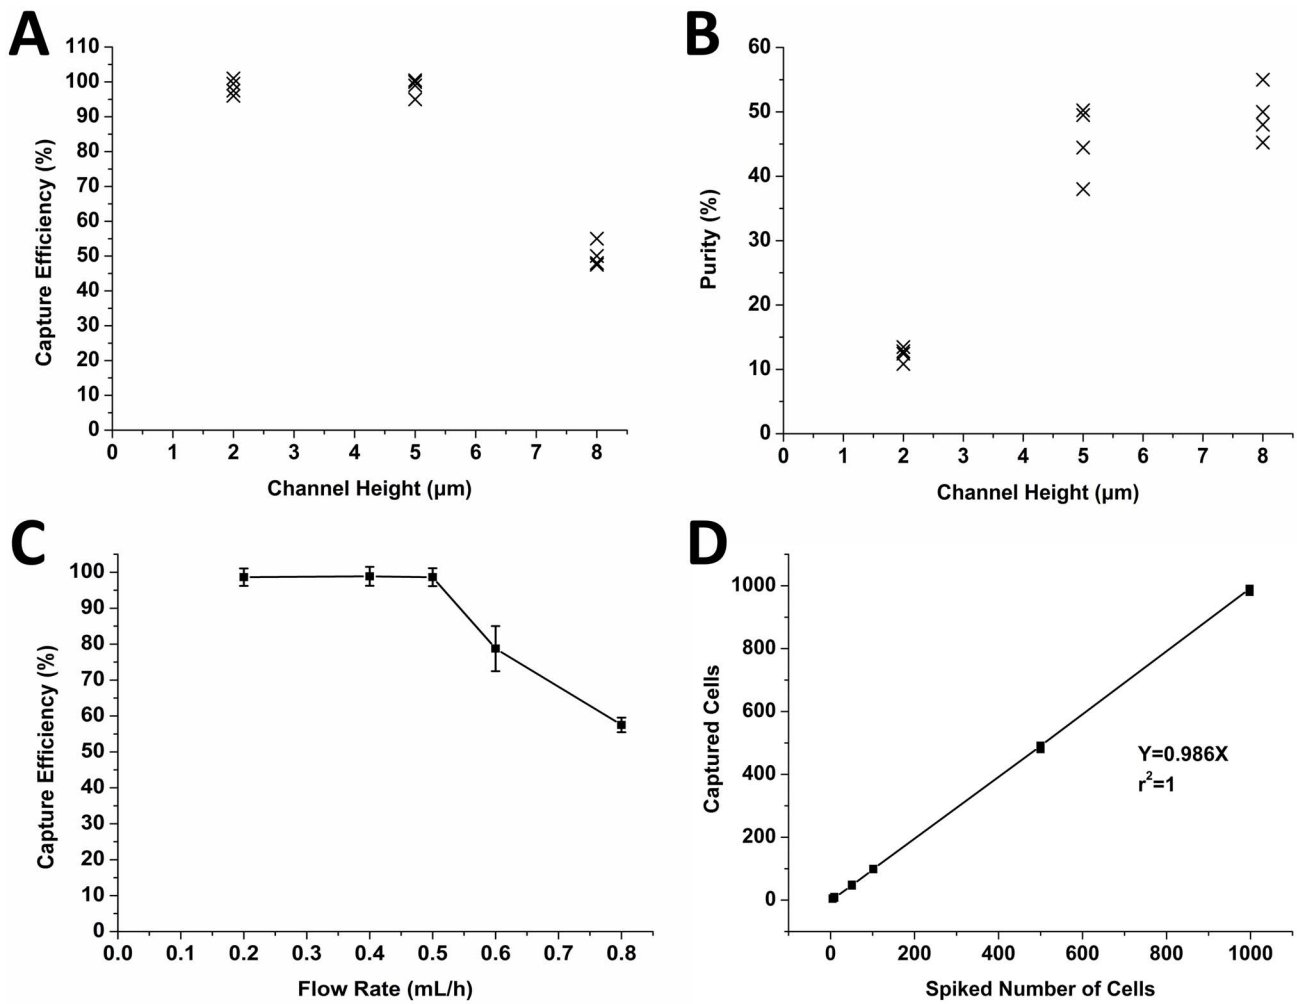 A
110
100
90
80
70
60
50
40
30
20
10
0
Capture Efficiency (%)
0 1 2 3 4 5 6 7 8
Channel Height (µm)
B
60
50
40
30
20
10
0
Purity (%)
0 1 2 3 4 5 6 7 8
Channel Height (µm)
C
100
90
80
70
60
50
40
30
20
10
0
Capture Efficiency (%)
0.0 0.1 0.2 0.3 0.4 0.5 0.6 0.7 0.8
Flow Rate (mL/h)
D
1000
800
600
400
200
0
Captured Cells
Y=0.986X
r²=1
0 200 400 600 800 1000
Spiked Number of Cells